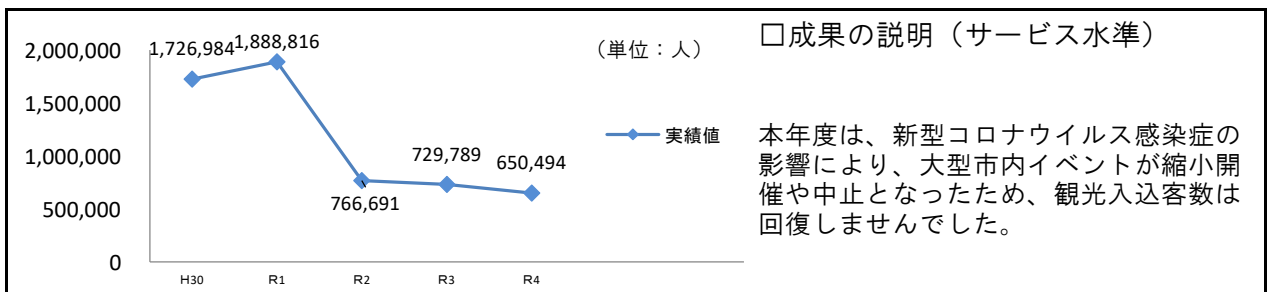 2,000,000
1,500,000
1,000,000
500,000
0
1,726,984
1,888,816
766,691
729,789
650,494
H30
R1
R2
R3
R4
（単位：人）
実績値
□成果の説明（サービス水準）
本年度は、新型コロナウイルス感染症の
影響により、大型市内イベントが縮小開
催や中止となったため、観光入込客数は
回復しませんでした。